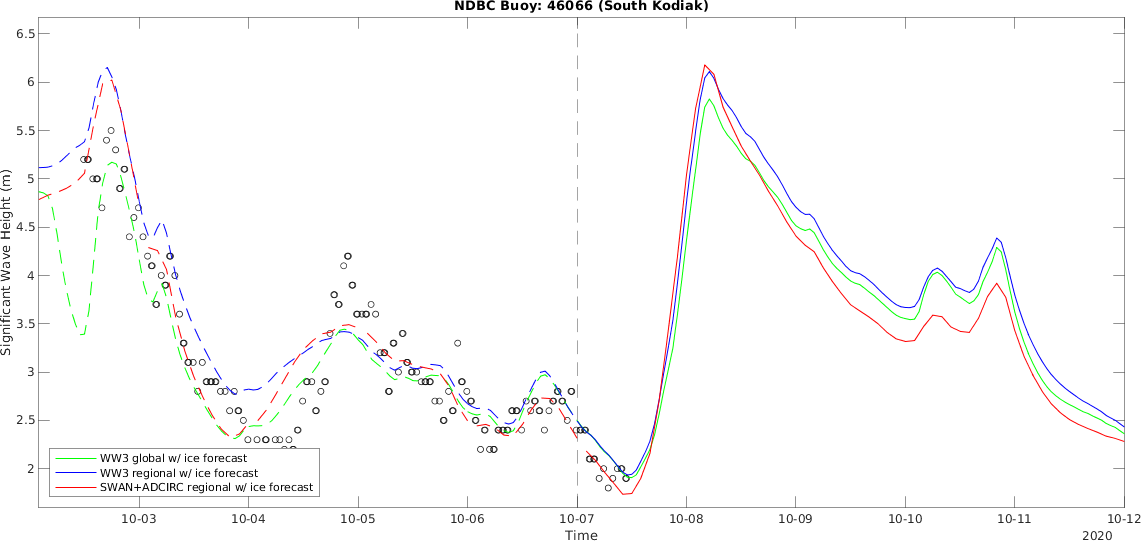 NDBC Buoy: 46066 (South Kodiak)
6.5
6
5.5
5
4.5
4
3.5
3
2.5
2
Significant Wave Height (m)
WW3 global w/ ice forecast
WW3 regional w/ ice forecast
SWAN+ADCIRC regional w/ ice forecast
10-03 10-04 10-05 10-06 10-07 10-08 10-09 10-10 10-11 10-12
Time
2020